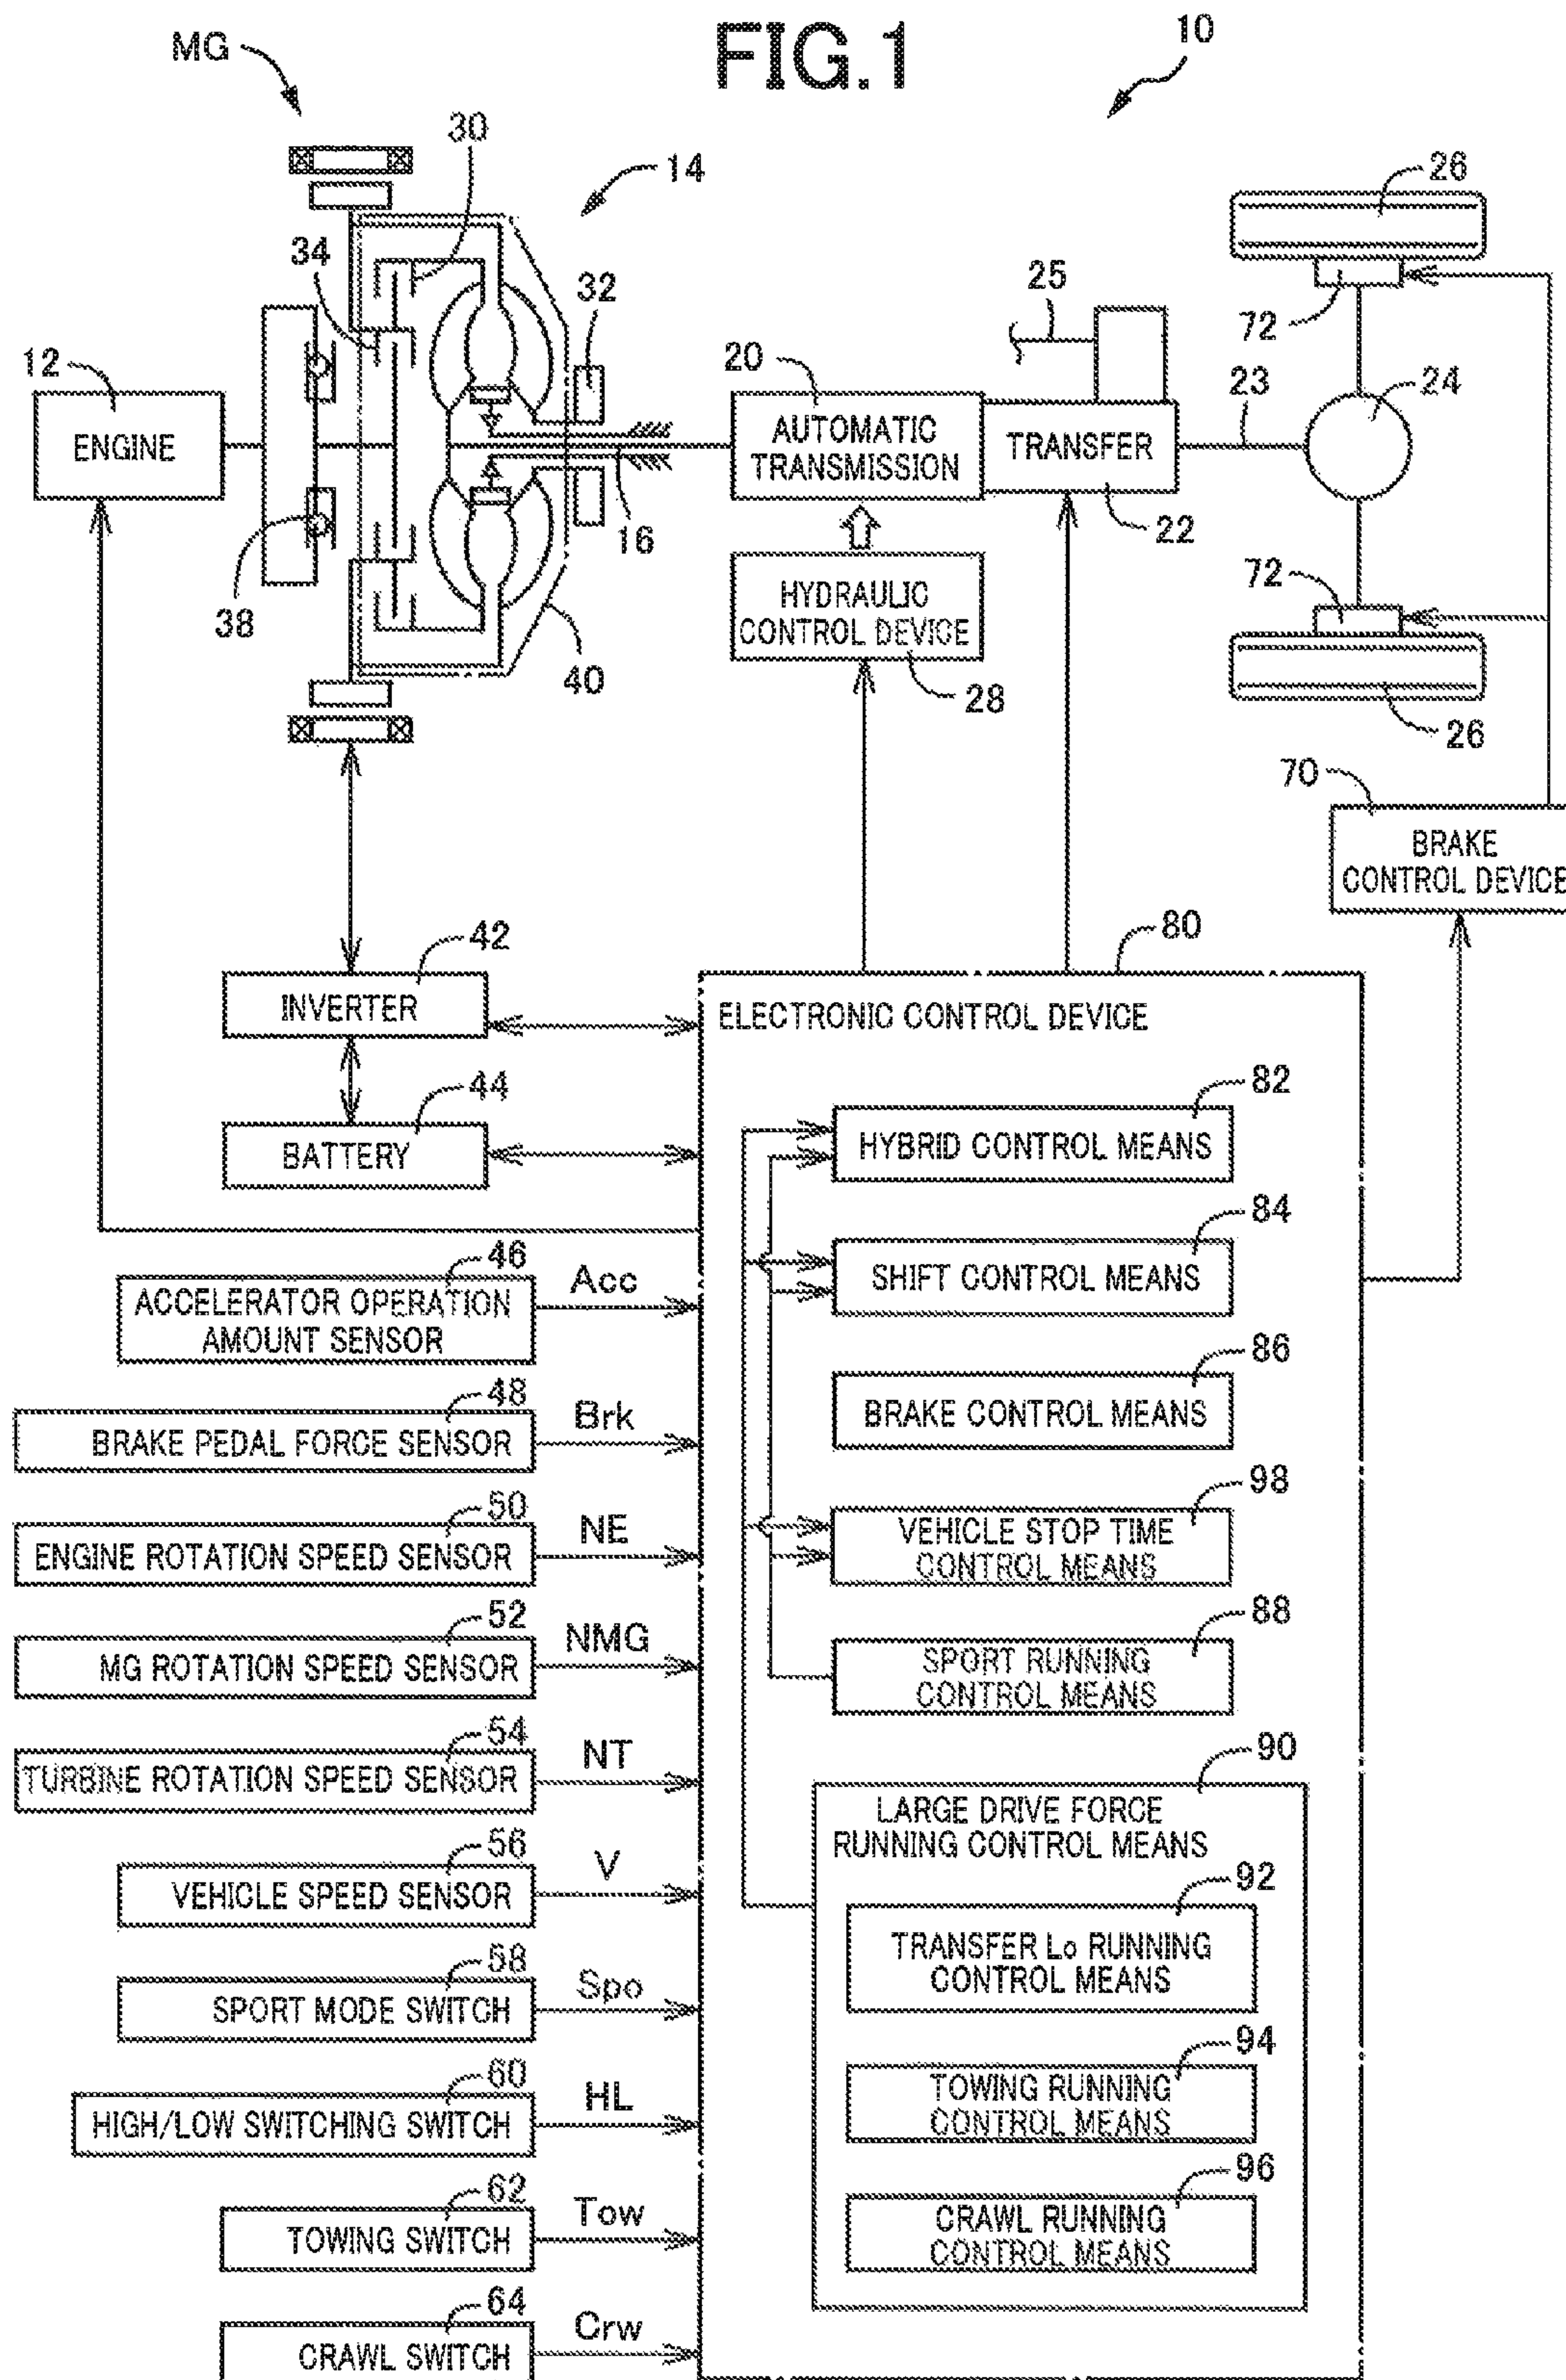 FIG.1
MG
10
30
14
26
34
32
25
72
12
20
23
24
ENGINE
AUTOMATIC
TRANSMISSION
TRANSFER
16
22
38
HYDRAULIC
CONTROL DEVICE
72
40
28
26
70
BRAKE
CONTROL DEVICE
42
80
INVERTER
ELECTRONIC CONTROL DEVICE
44
82
BATTERY
HYBRID CONTROL MEANS
84
SHIFT CONTROL MEANS
46
Acc
ACCELERATOR OPERATION
AMOUNT SENSOR
86
BRAKE CONTROL MEANS
48
Brk
BRAKE PEDAL FORCE SENSOR
98
VEHICLE STOP TIME
CONTROL MEANS
50
NE
ENGINE ROTATION SPEED SENSOR
88
SPORT RUNNING
CONTROL MEANS
52
NMG
MG ROTATION SPEED SENSOR
54
NT
TURBINE ROTATION SPEED SENSOR
90
LARGE DRIVE FORCE
RUNNING CONTROL MEANS
56
V
VEHICLE SPEED SENSOR
92
TRANSFER Lo RUNNING
CONTROL MEANS
58
Spo
SPORT MODE SWITCH
94
TOWING RUNNING
CONTROL MEANS
60
HL
HIGH/LOW SWITCHING SWITCH
96
CRAWL RUNNING
CONTROL MEANS
62
Tow
TOWING SWITCH
64
Crw
CRAWL SWITCH